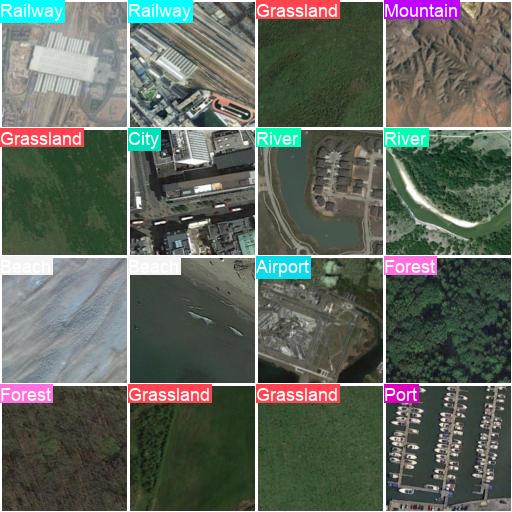 Railway
Railway
Grassland
Mountain
Grassland
City
River
River
Beach
Beach
Airport
Forest
Forest
Grassland
Grassland
Port